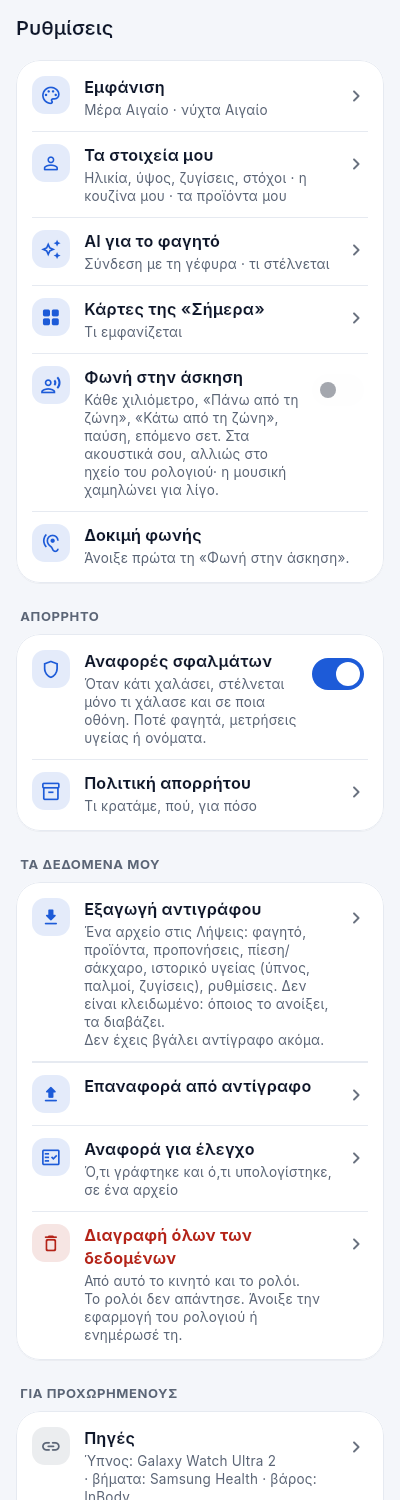 Ρυθμίσεις
Εμφάνιση
Μέρα Αιγαίο · νύχτα Αιγαίο
Τα στοιχεία μου
Ηλικία, ύψος, ζυγίσεις, στόχοι · η
κουζίνα μου · τα προϊόντα μου
AI για το φαγητό
Σύνδεση με τη γέφυρα · τι στέλνεται
Κάρτες της «Σήμερα»
Τι εμφανίζεται
Φωνή στην άσκηση
Κάθε χιλιόμετρο, «Πάνω από τη
ζώνη», «Κάτω από τη ζώνη»,
παύση, επόμενο σετ. Στα
ακουστικά σου, αλλιώς στο
ηχείο του ρολογιού· η μουσική
χαμηλώνει για λίγο.
Δοκιμή φωνής
Άνοιξε πρώτα τη «Φωνή στην άσκηση».
ΑΠΟΡΡΗΤΟ
Αναφορές σφαλμάτων
Όταν κάτι χαλάσει, στέλνεται
μόνο τι χάλασε και σε ποια
οθόνη. Ποτέ φαγητά, μετρήσεις
υγείας ή ονόματα.
Πολιτική απορρήτου
Τι κρατάμε, πού, για πόσο
ΤΑ ΔΕΔΟΜΕΝΑ ΜΟΥ
Εξαγωγή αντιγράφου
Ένα αρχείο στις Λήψεις: φαγητό,
προϊόντα, προπονήσεις, πίεση/
σάκχαρο, ιστορικό υγείας (ύπνος,
παλμοί, ζυγίσεις), ρυθμίσεις. Δεν
είναι κλειδωμένο: όποιος το ανοίξει,
τα διαβάζει.
Δεν έχεις βγάλει αντίγραφο ακόμα.
Επαναφορά από αντίγραφο
Αναφορά για έλεγχο
Ό,τι γράφτηκε και ό,τι υπολογίστηκε,
σε ένα αρχείο
Διαγραφή όλων των
δεδομένων
Από αυτό το κινητό και το ρολόι.
Το ρολόι δεν απάντησε. Άνοιξε την
εφαρμογή του ρολογιού ή
ενημέρωσέ τη.
ΓΙΑ ΠΡΟΧΩΡΗΜΕΝΟΥΣ
Πηγές
Ύπνος: Galaxy Watch Ultra 2
· βήματα: Samsung Health · βάρος:
InBody